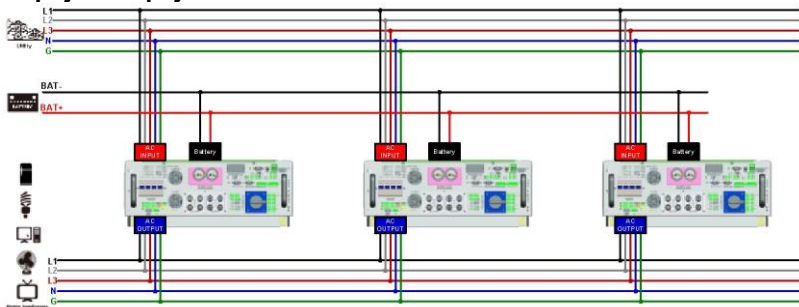 L1
L2
L3
N
G
Utility
BAT-
BATTERY
BAT+
AC INPUT
Battery
AC INPUT
Battery
AC INPUT
Battery
AC OUTPUT
AC OUTPUT
AC OUTPUT
L1
L2
L3
N
G